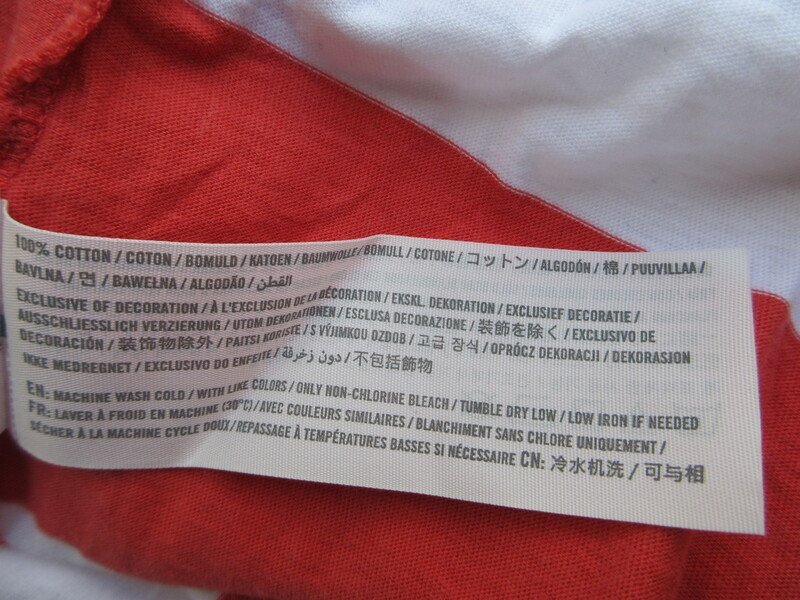 100% COTTON / COTON / BOMULD / KATOEN / BAUMWOLLE / BOMULL / COTONE / コットン / ALGODÓN / 棉 / PUUVILLAA /
BAVLNA / 면 / BAWEŁNA / ALGODÃO / القطن
EXCLUSIVE OF DECORATION / À L'EXCLUSION DE LA DÉCORATION / EKSKL. DEKORATION / EXCLUSIEF DECORATIE /
AUSSCHLIESSLICH VERZIERUNG / UTOM DEKORATIONEN / ESCLUSA DECORAZIONE / 装飾を除く / EXCLUSIVO DE
DECORACIÓN / 装饰物除外 / PAITSI KORISTE / S VÝJIMKOU OZDOB / 고급 장식 / OPRÓCZ DEKORACJI / DEKORASJON
IKKE MEDREGNET / EXCLUSIVO DO ENFEITE / دون زخرفة / 不包括飾物
EN: MACHINE WASH COLD / WITH LIKE COLORS / ONLY NON-CHLORINE BLEACH / TUMBLE DRY LOW / LOW IRON IF NEEDED
FR: LAVER À FROID EN MACHINE (30°C) / AVEC COULEURS SIMILAIRES / BLANCHIMENT SANS CHLORE UNIQUEMENT /
SÉCHER À LA MACHINE CYCLE DOUX / REPASSAGE À TEMPÉRATURES BASSES SI NÉCESSAIRE CN: 冷水机洗 / 可与相